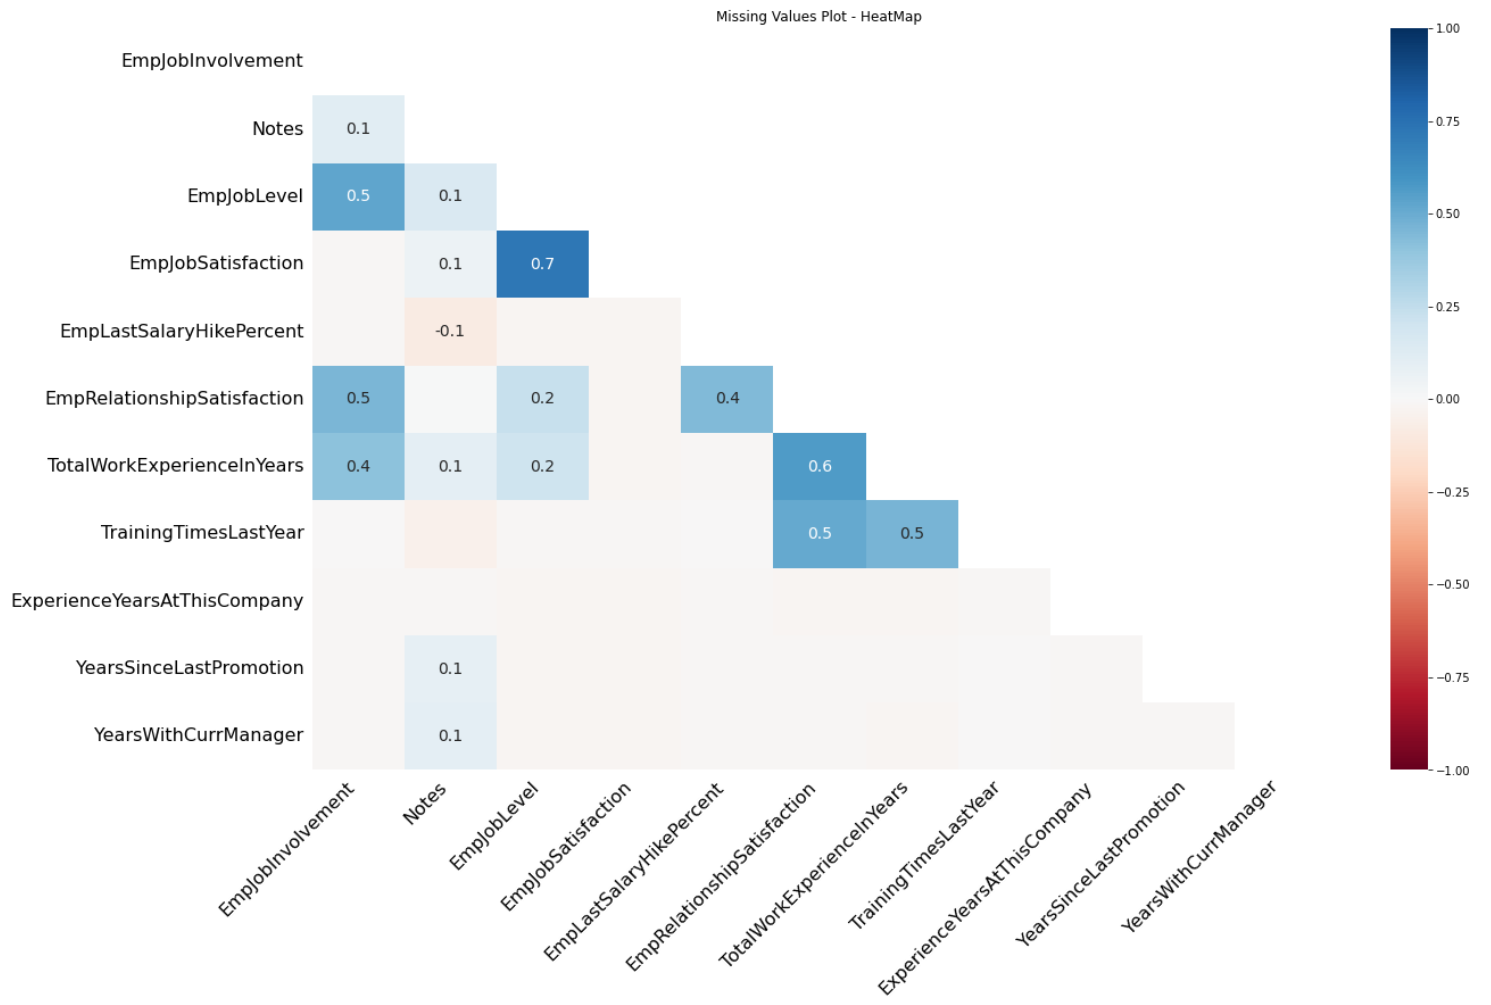 Missing Values Plot - HeatMap
EmpJobInvolvement
Notes 0.1
EmpJobLevel 0.5 0.1
EmpJobSatisfaction 0.1 0.7
EmpLastSalaryHikePercent -0.1
EmpRelationshipSatisfaction 0.5 0.2 0.4
TotalWorkExperienceInYears 0.4 0.1 0.2 0.6
TrainingTimesLastYear 0.5 0.5
ExperienceYearsAtThisCompany
YearsSinceLastPromotion 0.1
YearsWithCurrManager 0.1
EmpJobInvolvement
Notes
EmpJobLevel
EmpJobSatisfaction
EmpLastSalaryHikePercent
EmpRelationshipSatisfaction
TotalWorkExperienceInYears
TrainingTimesLastYear
ExperienceYearsAtThisCompany
YearsSinceLastPromotion
YearsWithCurrManager
1.00
0.75
0.50
0.25
0.00
−0.25
−0.50
−0.75
−1.00